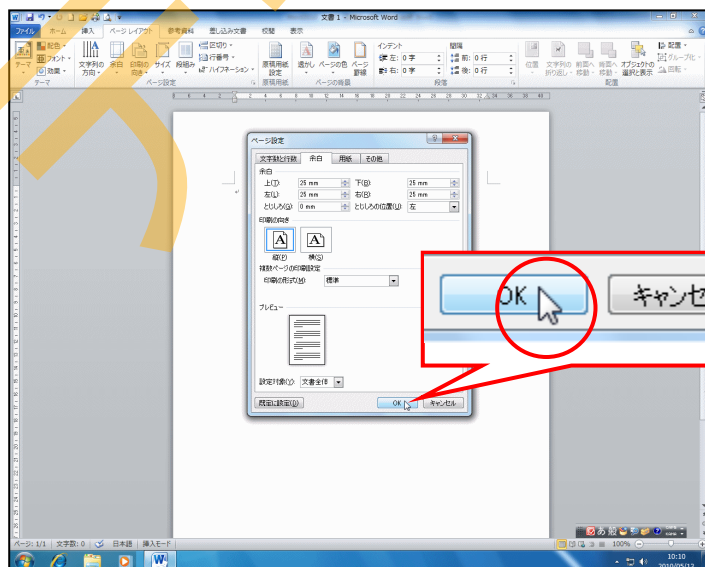 文書 1 - Microsoft Word
ファイル ホーム 挿入 ページ レイアウト 参考資料 差し込み文書 校閲 表示
テーマ 配色 フォント 効果
文字列の方向 余白 印刷の向き サイズ 段組み
区切り 行番号 ハイフネーション
原稿用紙設定
透かし ページの色 ページ罫線
インデント 左: 0 字 右: 0 字
間隔 前: 0 行 後: 0 行
位置 文字列の折り返し 前面へ移動 背面へ移動 オブジェクトの選択と表示 配置 グループ化 回転
テーマ ページ設定 原稿用紙 ページの背景 段落 配置
ページ設定
文字数と行数 余白 用紙 その他
余白
上(T): 25 mm 下(B): 25 mm
左(L): 25 mm 右(R): 25 mm
とじしろ(G): 0 mm とじしろの位置(U): 左
印刷の向き
縦(P) 横(S)
複数ページの印刷設定
印刷の形式(M): 標準
OK キャンセ
プレビュー
設定対象(Y): 文書全体
既定に設定(D) OK キャンセル
ページ: 1/1 文字数: 0 日本語 挿入モード
あ 般
100%
10:10
2010/05/13